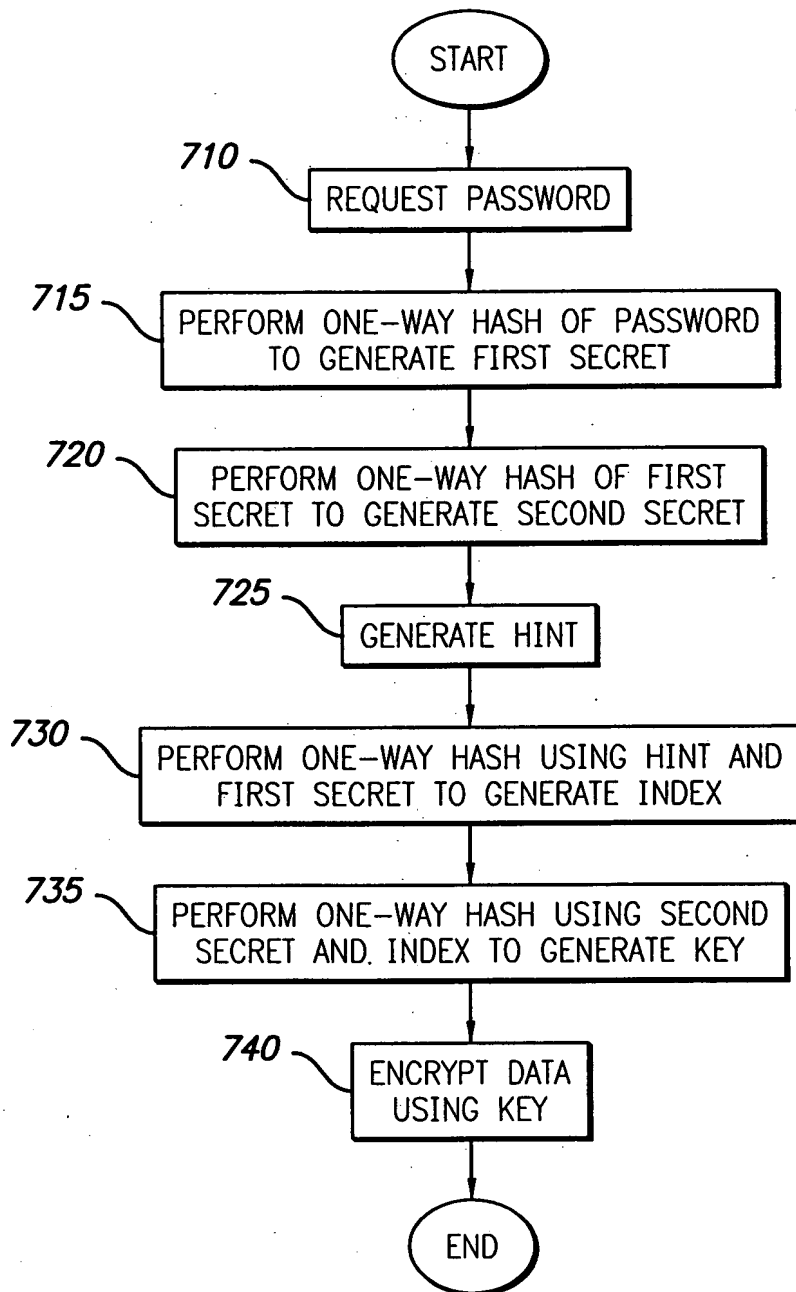 START
710
REQUEST PASSWORD
715
PERFORM ONE-WAY HASH OF PASSWORD
TO GENERATE FIRST SECRET
720
PERFORM ONE-WAY HASH OF FIRST
SECRET TO GENERATE SECOND SECRET
725
GENERATE HINT
730
PERFORM ONE-WAY HASH USING HINT AND
FIRST SECRET TO GENERATE INDEX
735
PERFORM ONE-WAY HASH USING SECOND
SECRET AND. INDEX TO GENERATE KEY
740
ENCRYPT DATA
USING KEY
END